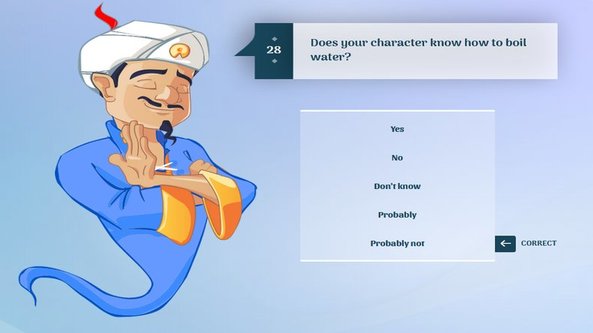 28
Does your character know how to boil
water?
Yes
No
Don't know
Probably
Probably not
CORRECT